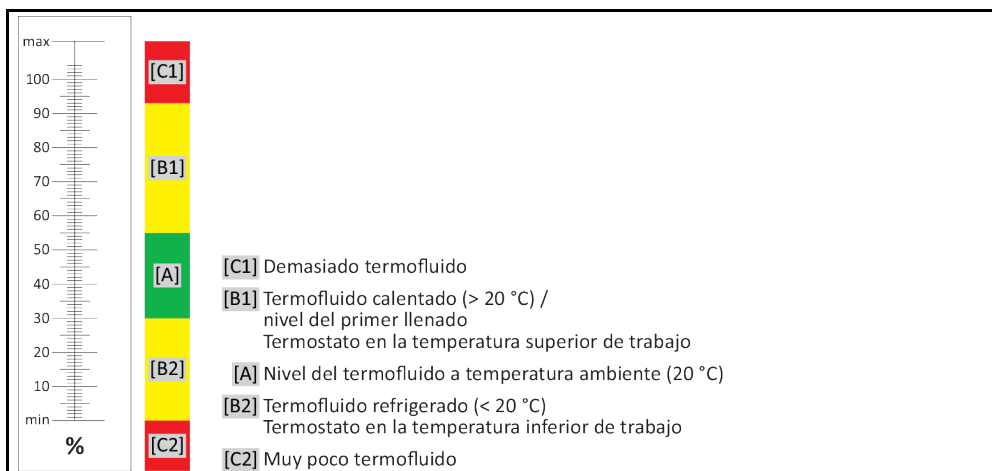 max
100
90
80
70
60
50
40
30
20
10
min
%
[C1]
[B1]
[A]
[B2]
[C2]
[C1] Demasiado termofluido
[B1] Termofluido calentado (> 20 °C) /
nivel del primer llenado
Termostato en la temperatura superior de trabajo
[A] Nivel del termofluido a temperatura ambiente (20 °C)
[B2] Termofluido refrigerado (< 20 °C)
Termostato en la temperatura inferior de trabajo
[C2] Muy poco termofluido